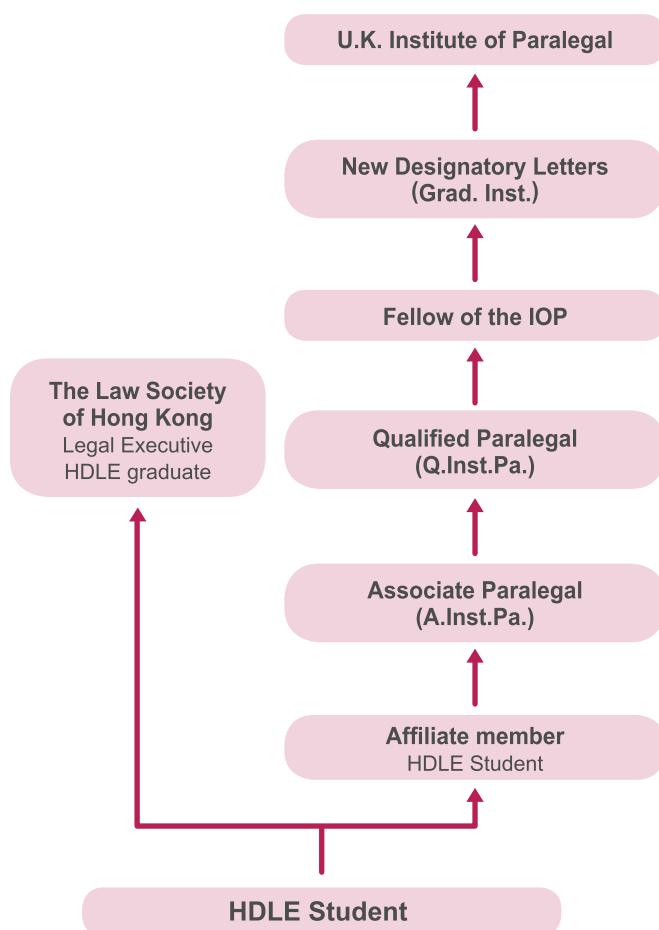 U.K. Institute of Paralegal
New Designatory Letters
(Grad. Inst.)
Fellow of the IOP
The Law Society
of Hong Kong
Legal Executive
HDLE graduate
Qualified Paralegal
(Q.Inst.Pa.)
Associate Paralegal
(A.Inst.Pa.)
Affiliate member
HDLE Student
HDLE Student